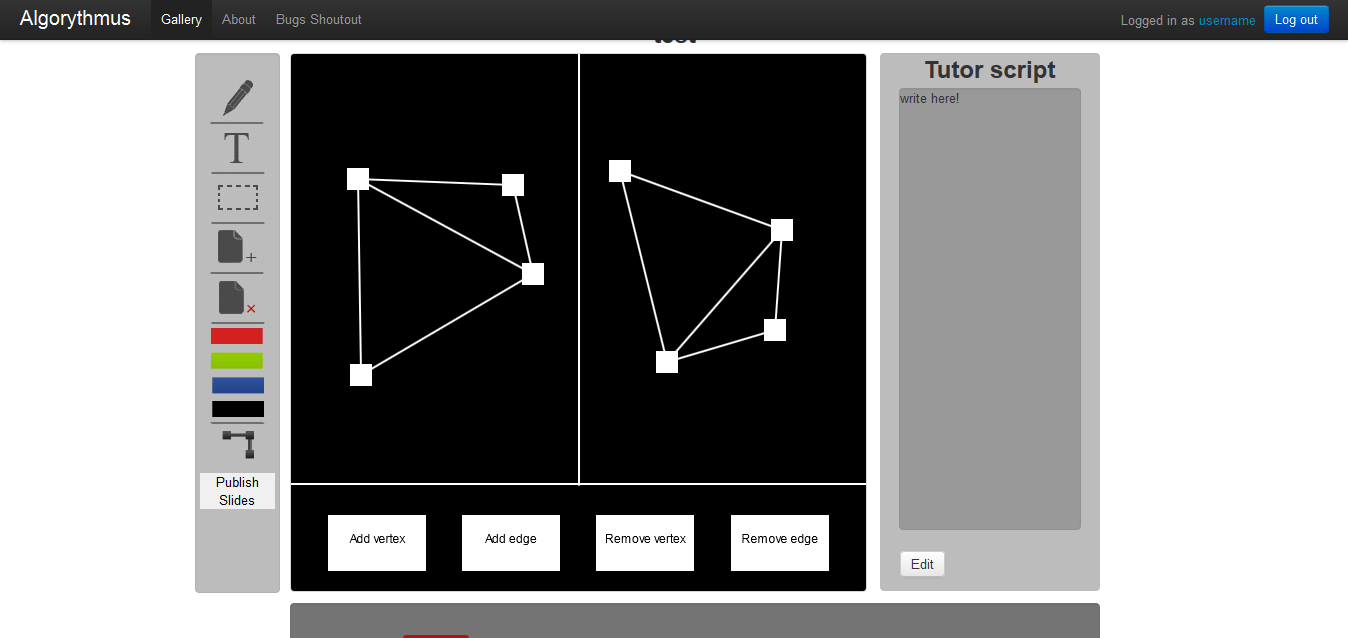 Algorythmus
Gallery
About
Bugs Shoutout
Logged in as username
Log out
T
Tutor script
write here!
Publish
Slides
Add vertex
Add edge
Remove vertex
Remove edge
Edit